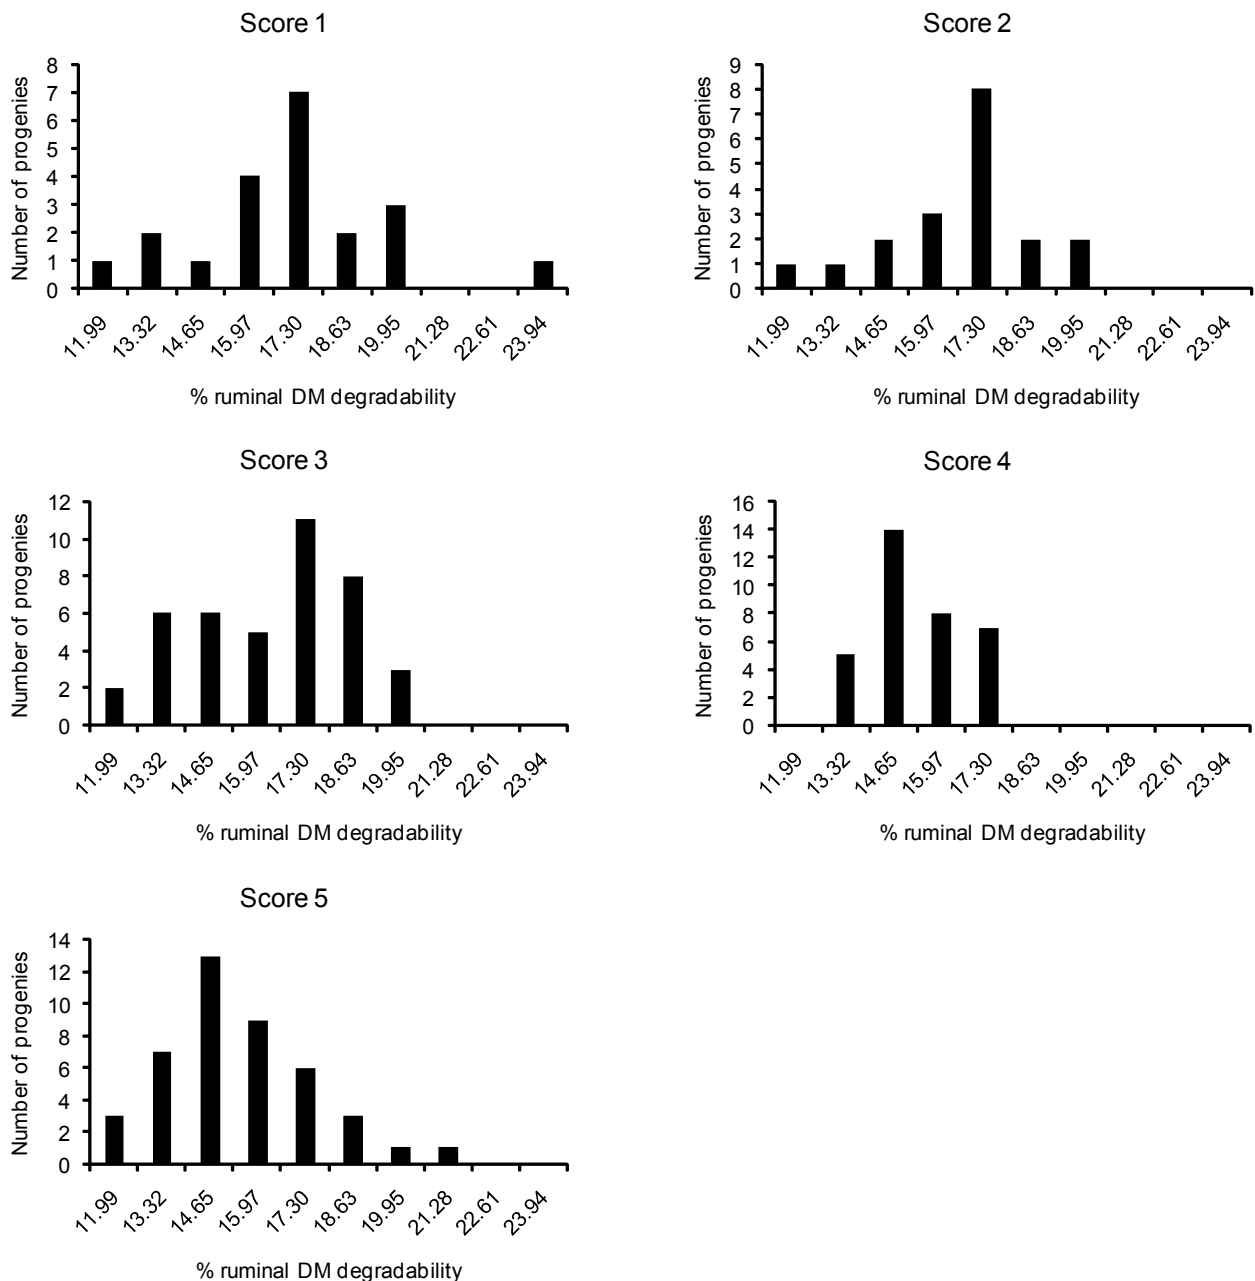 Score 1
Number of progenies
8
7
6
5
4
3
2
1
0
11.99 13.32 14.65 15.97 17.30 18.63 19.95 21.28 22.61 23.94
% ruminal DM degradability
Score 2
Number of progenies
9
8
7
6
5
4
3
2
1
0
11.99 13.32 14.65 15.97 17.30 18.63 19.95 21.28 22.61 23.94
% ruminal DM degradability
Score 3
Number of progenies
12
10
8
6
4
2
0
11.99 13.32 14.65 15.97 17.30 18.63 19.95 21.28 22.61 23.94
% ruminal DM degradability
Score 4
Number of progenies
16
14
12
10
8
6
4
2
0
11.99 13.32 14.65 15.97 17.30 18.63 19.95 21.28 22.61 23.94
% ruminal DM degradability
Score 5
Number of progenies
14
12
10
8
6
4
2
0
11.99 13.32 14.65 15.97 17.30 18.63 19.95 21.28 22.61 23.94
% ruminal DM degradability